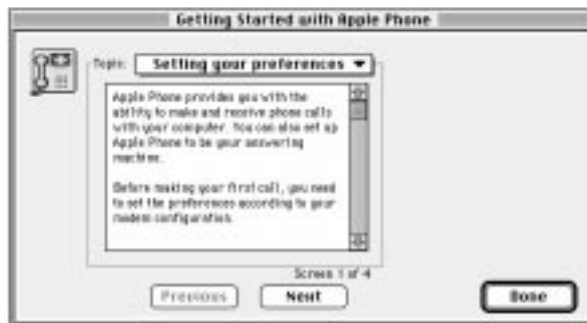 Getting Started with Apple Phone
Topic: Setting your preferences
Apple Phone provides you with the
ability to make and receive phone calls
with your computer. You can also set up
Apple Phone to be your answering
machine.
Before making your first call, you need
to set the preferences according to your
modem configuration.
Screen 1 of 4
Previous Next Done